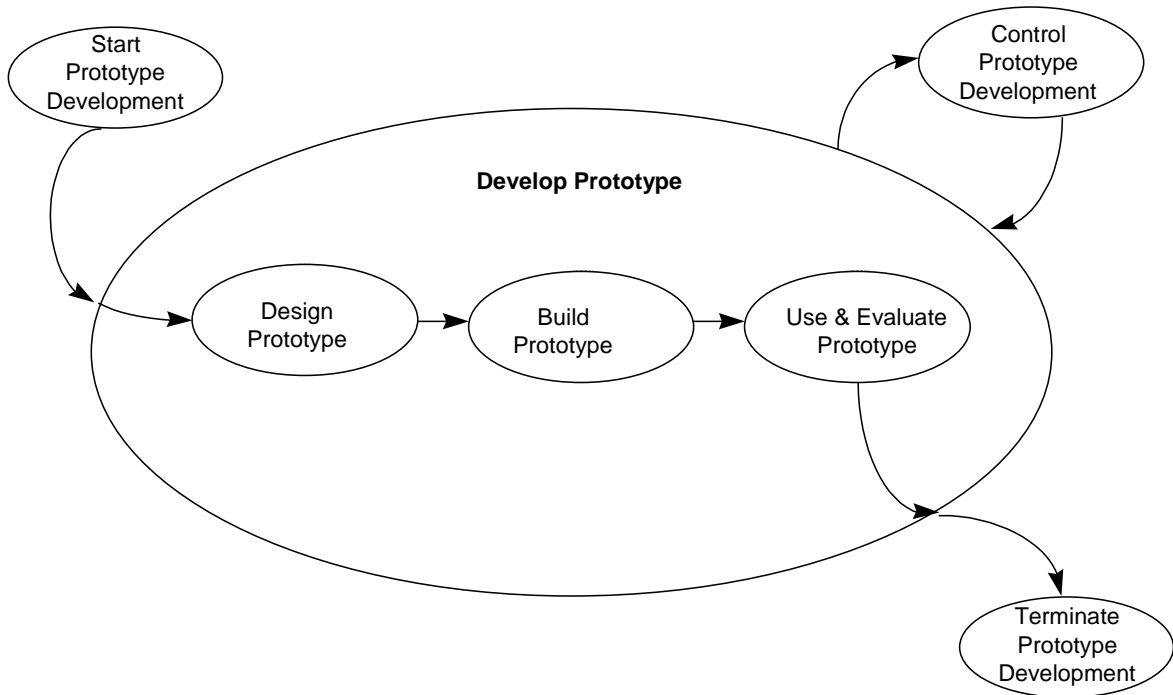 Start
Prototype
Development
Control
Prototype
Development
Develop Prototype
Design
Prototype
Build
Prototype
Use & Evaluate
Prototype
Terminate
Prototype
Development